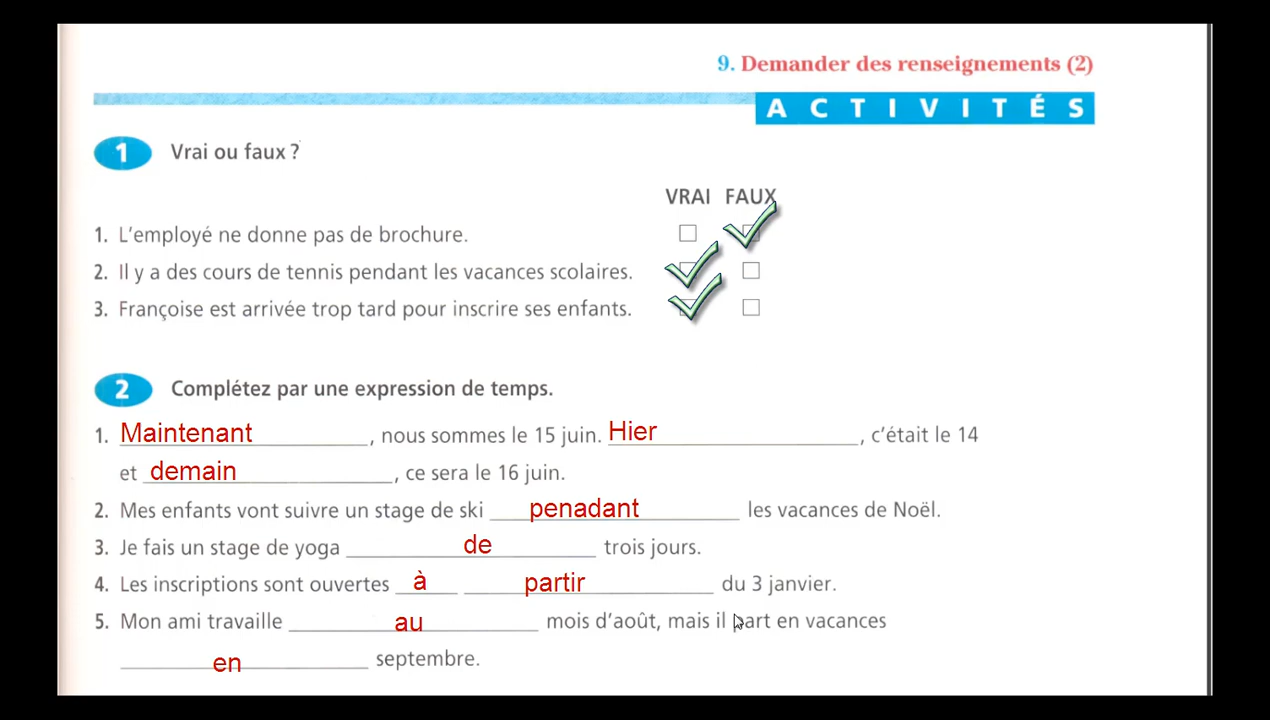 9. Demander des renseignements (2)
ACTIVITÉS
1 Vrai ou faux ?
VRAI FAUX
1. L'employé ne donne pas de brochure.
2. Il y a des cours de tennis pendant les vacances scolaires.
3. Françoise est arrivée trop tard pour inscrire ses enfants.
2 Complétez par une expression de temps.
1. Maintenant, nous sommes le 15 juin. Hier, c'était le 14
et demain, ce sera le 16 juin.
2. Mes enfants vont suivre un stage de ski penadant les vacances de Noël.
3. Je fais un stage de yoga de trois jours.
4. Les inscriptions sont ouvertes à partir du 3 janvier.
5. Mon ami travaille au mois d'août, mais il part en vacances
en septembre.